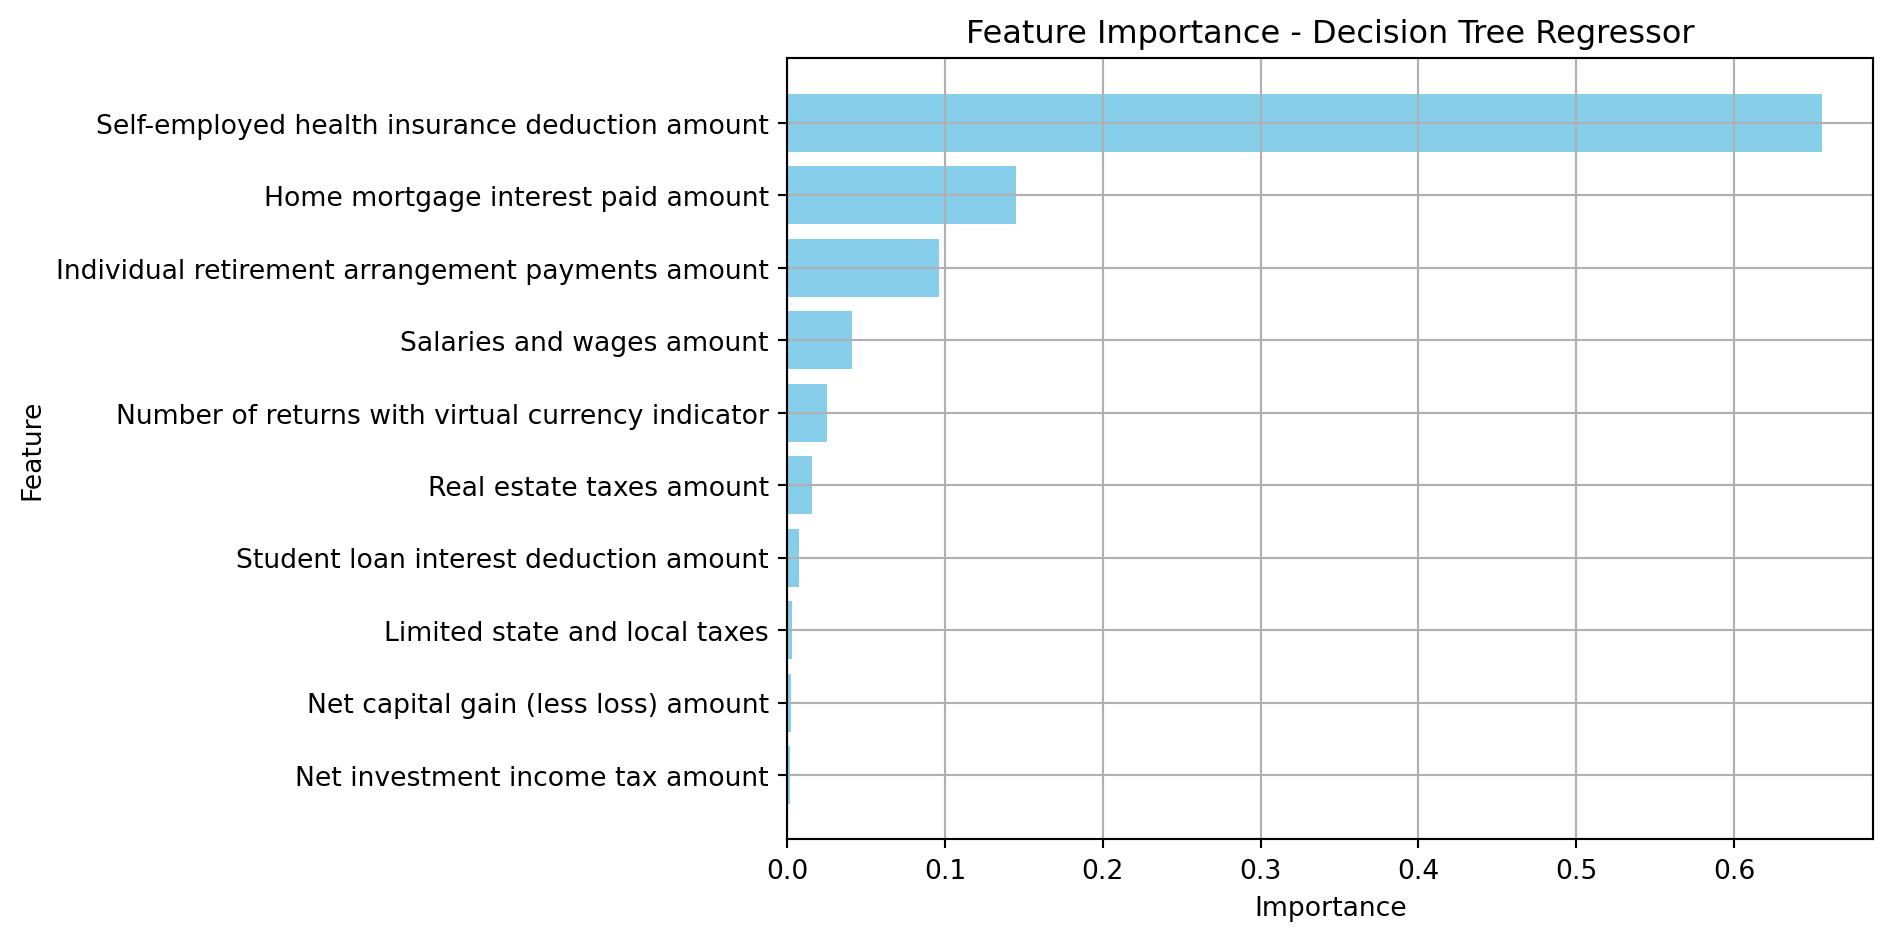 Feature Importance - Decision Tree Regressor
Self-employed health insurance deduction amount
Home mortgage interest paid amount
Individual retirement arrangement payments amount
Salaries and wages amount
Number of returns with virtual currency indicator
Real estate taxes amount
Student loan interest deduction amount
Limited state and local taxes
Net capital gain (less loss) amount
Net investment income tax amount
Feature
0.0 0.1 0.2 0.3 0.4 0.5 0.6
Importance